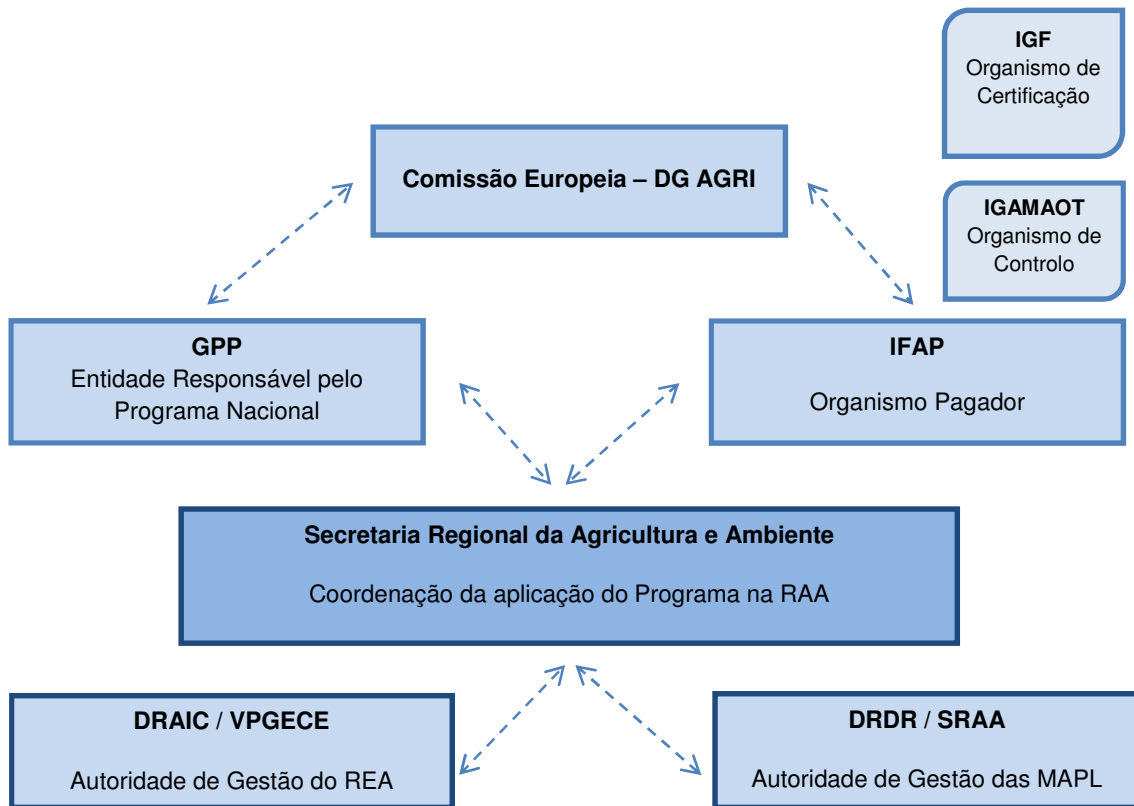 IGF
Organismo de
Certificação
Comissão Europeia – DG AGRI
IGAMAOT
Organismo de
Controlo
GPP
Entidade Responsável pelo
Programa Nacional
IFAP
Organismo Pagador
Secretaria Regional da Agricultura e Ambiente
Coordenação da aplicação do Programa na RAA
DRAIC / VPGECE
Autoridade de Gestão do REA
DRDR / SRAA
Autoridade de Gestão das MAPL